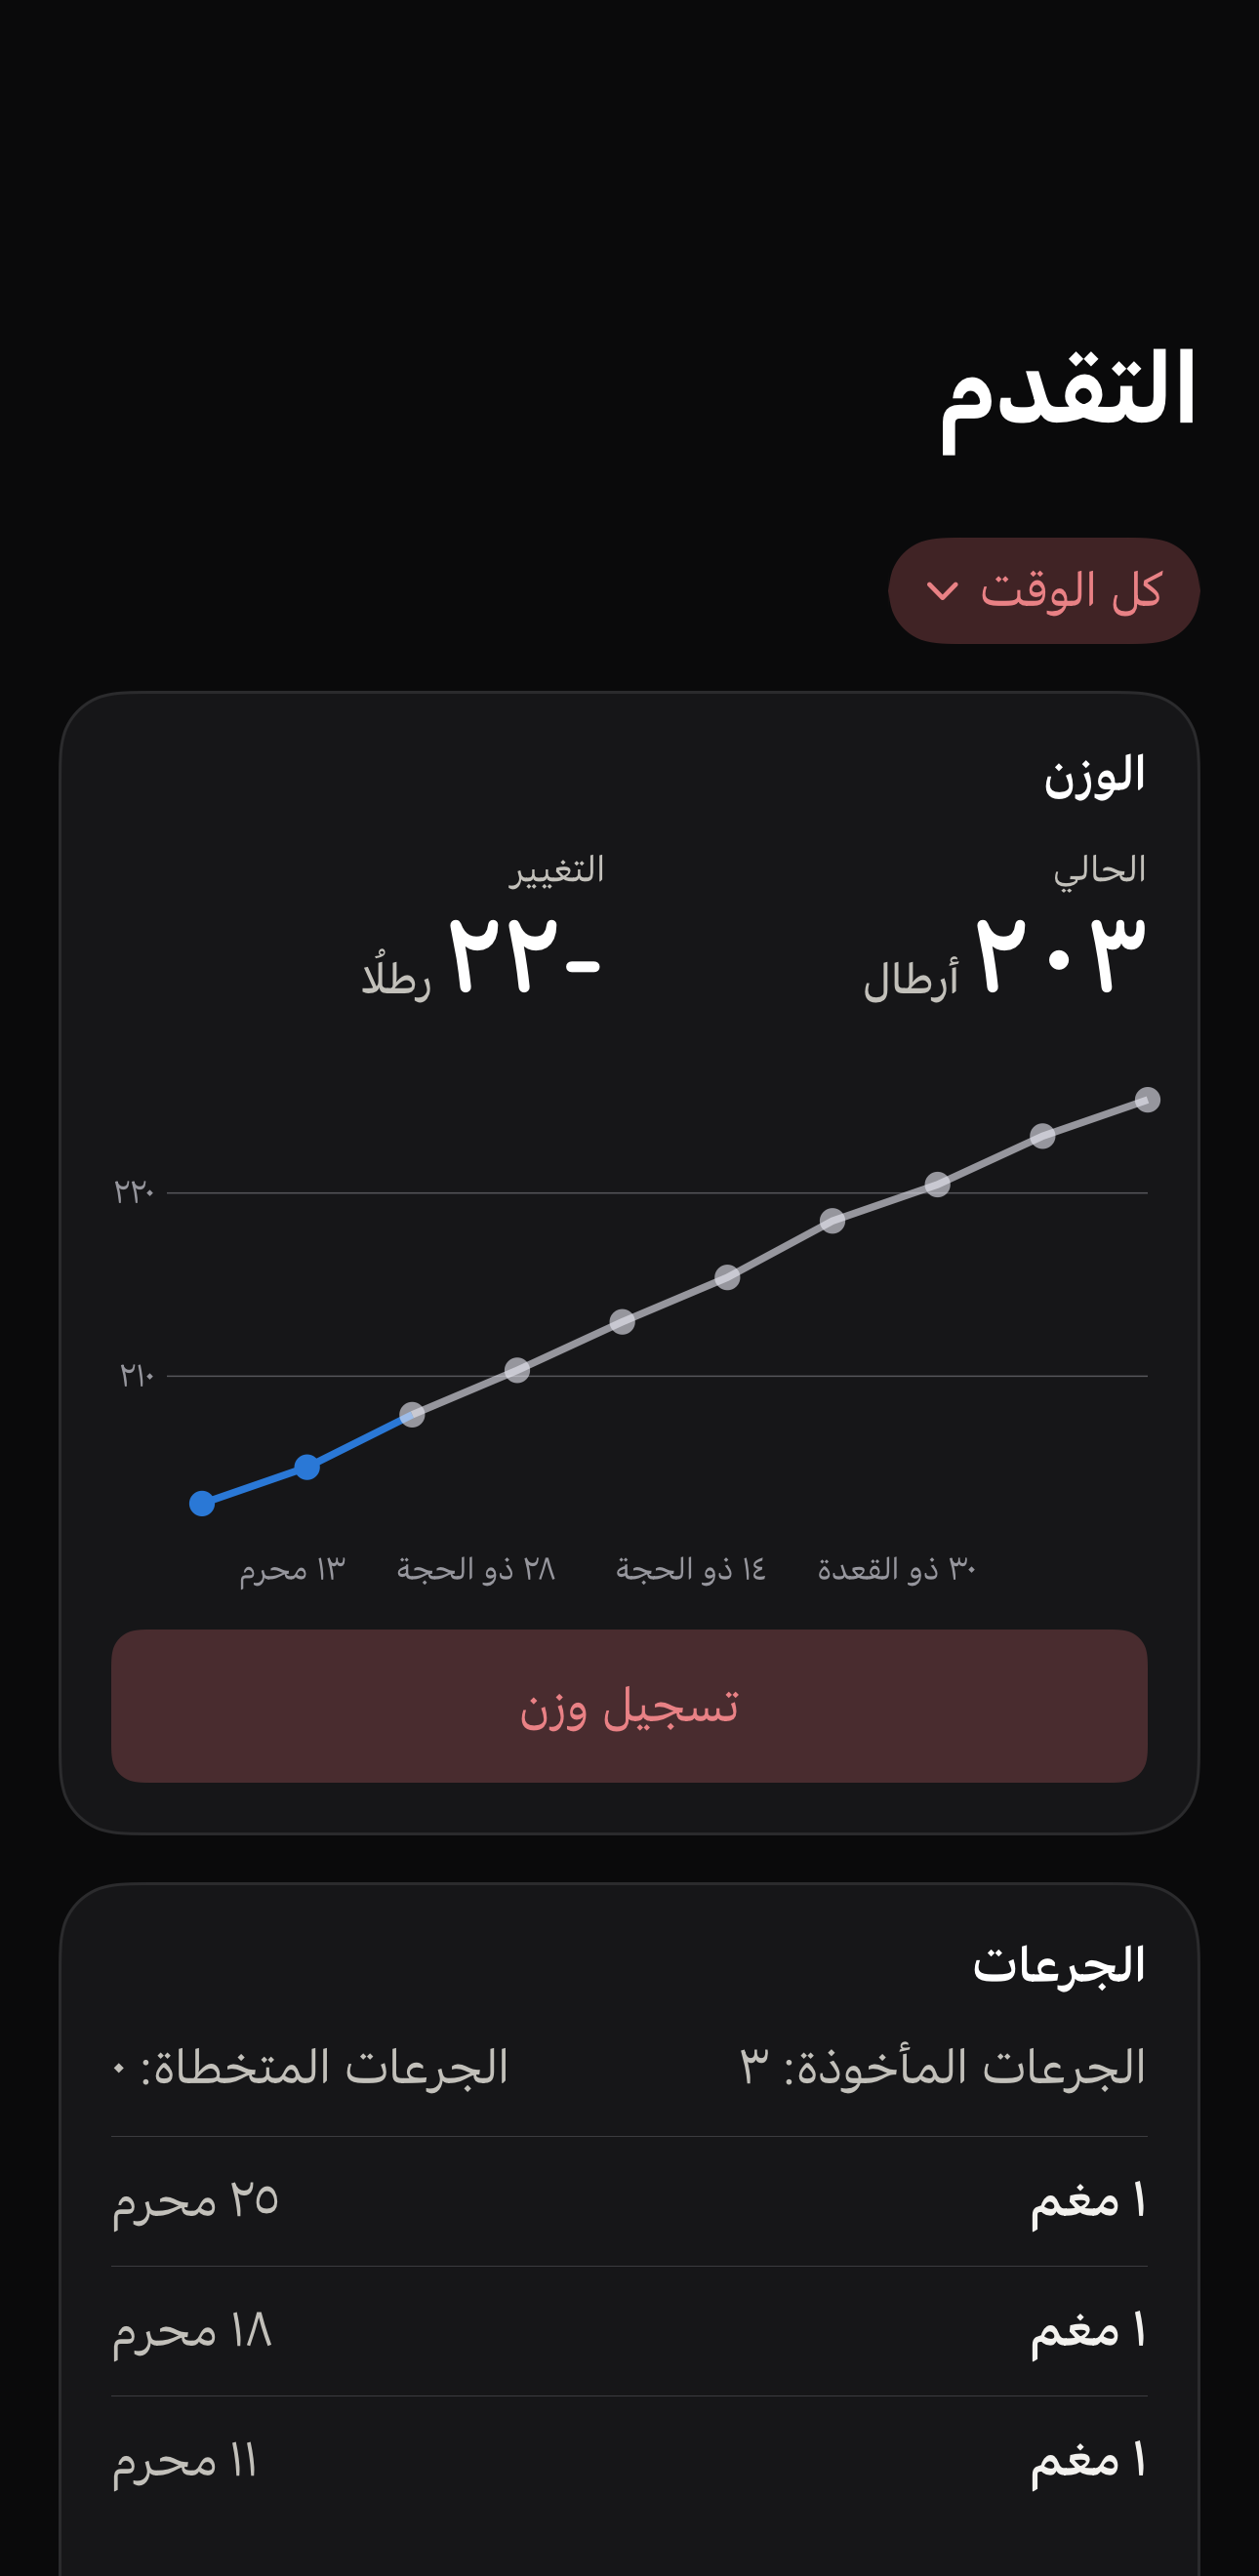 التقدم
كل الوقت
الوزن
الحالي
٢٠٣ أرطال
التغيير
-٢٢ رطلًا
٢٢٠
٢١٠
٣٠ ذو القعدة
١٤ ذو الحجة
٢٨ ذو الحجة
١٣ محرم
تسجيل وزن
الجرعات
الجرعات المأخوذة: ٣
الجرعات المتخطاة: ٠
١ مغم
٢٥ محرم
١ مغم
١٨ محرم
١ مغم
١١ محرم